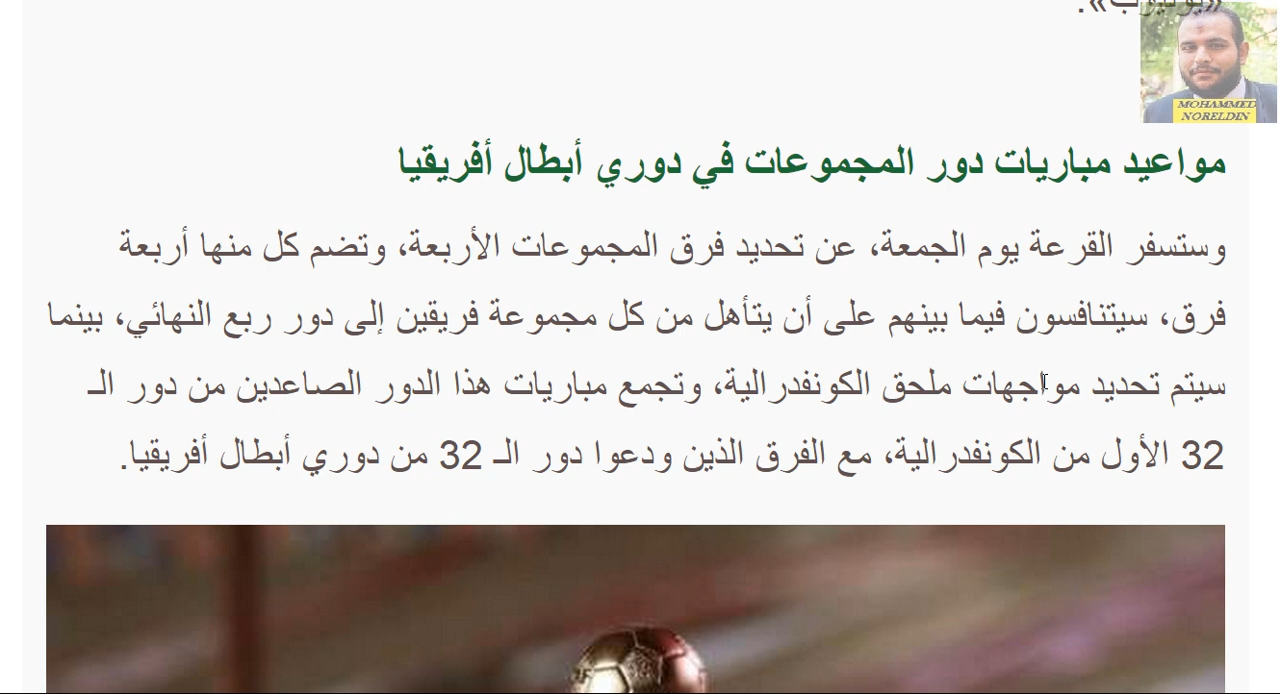 MOHAMMED
NORELDIN
مواعيد مباريات دور المجموعات في دوري أبطال أفريقيا
وستسفر القرعة يوم الجمعة، عن تحديد فرق المجموعات الأربعة، وتضم كل منها أربعة
فرق، سيتنافسون فيما بينهم على أن يتأهل من كل مجموعة فريقين إلى دور ربع النهائي، بينما
سيتم تحديد مواجهات ملحق الكونفدرالية، وتجمع مباريات هذا الدور الصاعدين من دور الـ
32 الأول من الكونفدرالية، مع الفرق الذين ودعوا دور الـ 32 من دوري أبطال أفريقيا.